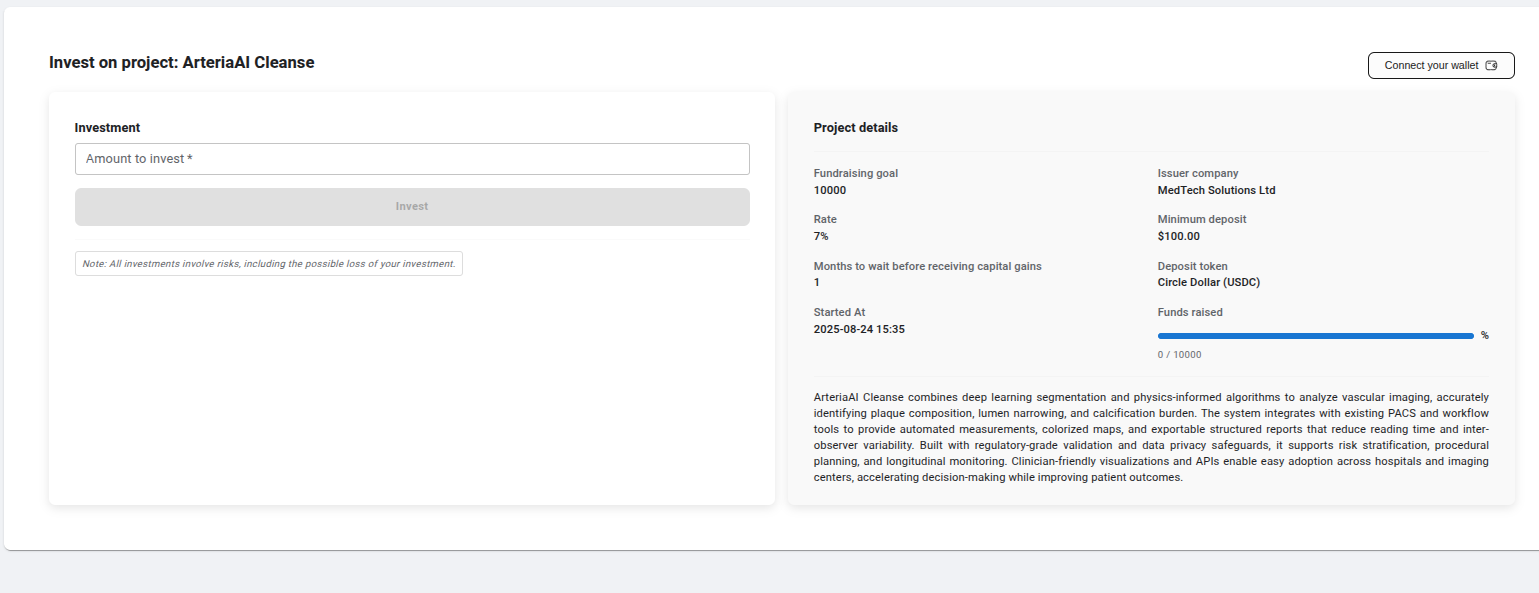 Invest on project: ArteriaAI Cleanse
Connect your wallet
Investment
Amount to invest *
Invest
Note: All investments involve risks, including the possible loss of your investment.
Project details
Fundraising goal
10000
Issuer company
MedTech Solutions Ltd
Rate
7%
Minimum deposit
$100.00
Months to wait before receiving capital gains
1
Deposit token
Circle Dollar (USDC)
Started At
2025-08-24 15:35
Funds raised
%
0 / 10000
ArteriaAI Cleanse combines deep learning segmentation and physics-informed algorithms to analyze vascular imaging, accurately
identifying plaque composition, lumen narrowing, and calcification burden. The system integrates with existing PACS and workflow
tools to provide automated measurements, colorized maps, and exportable structured reports that reduce reading time and inter-
observer variability. Built with regulatory-grade validation and data privacy safeguards, it supports risk stratification, procedural
planning, and longitudinal monitoring. Clinician-friendly visualizations and APIs enable easy adoption across hospitals and imaging
centers, accelerating decision-making while improving patient outcomes.